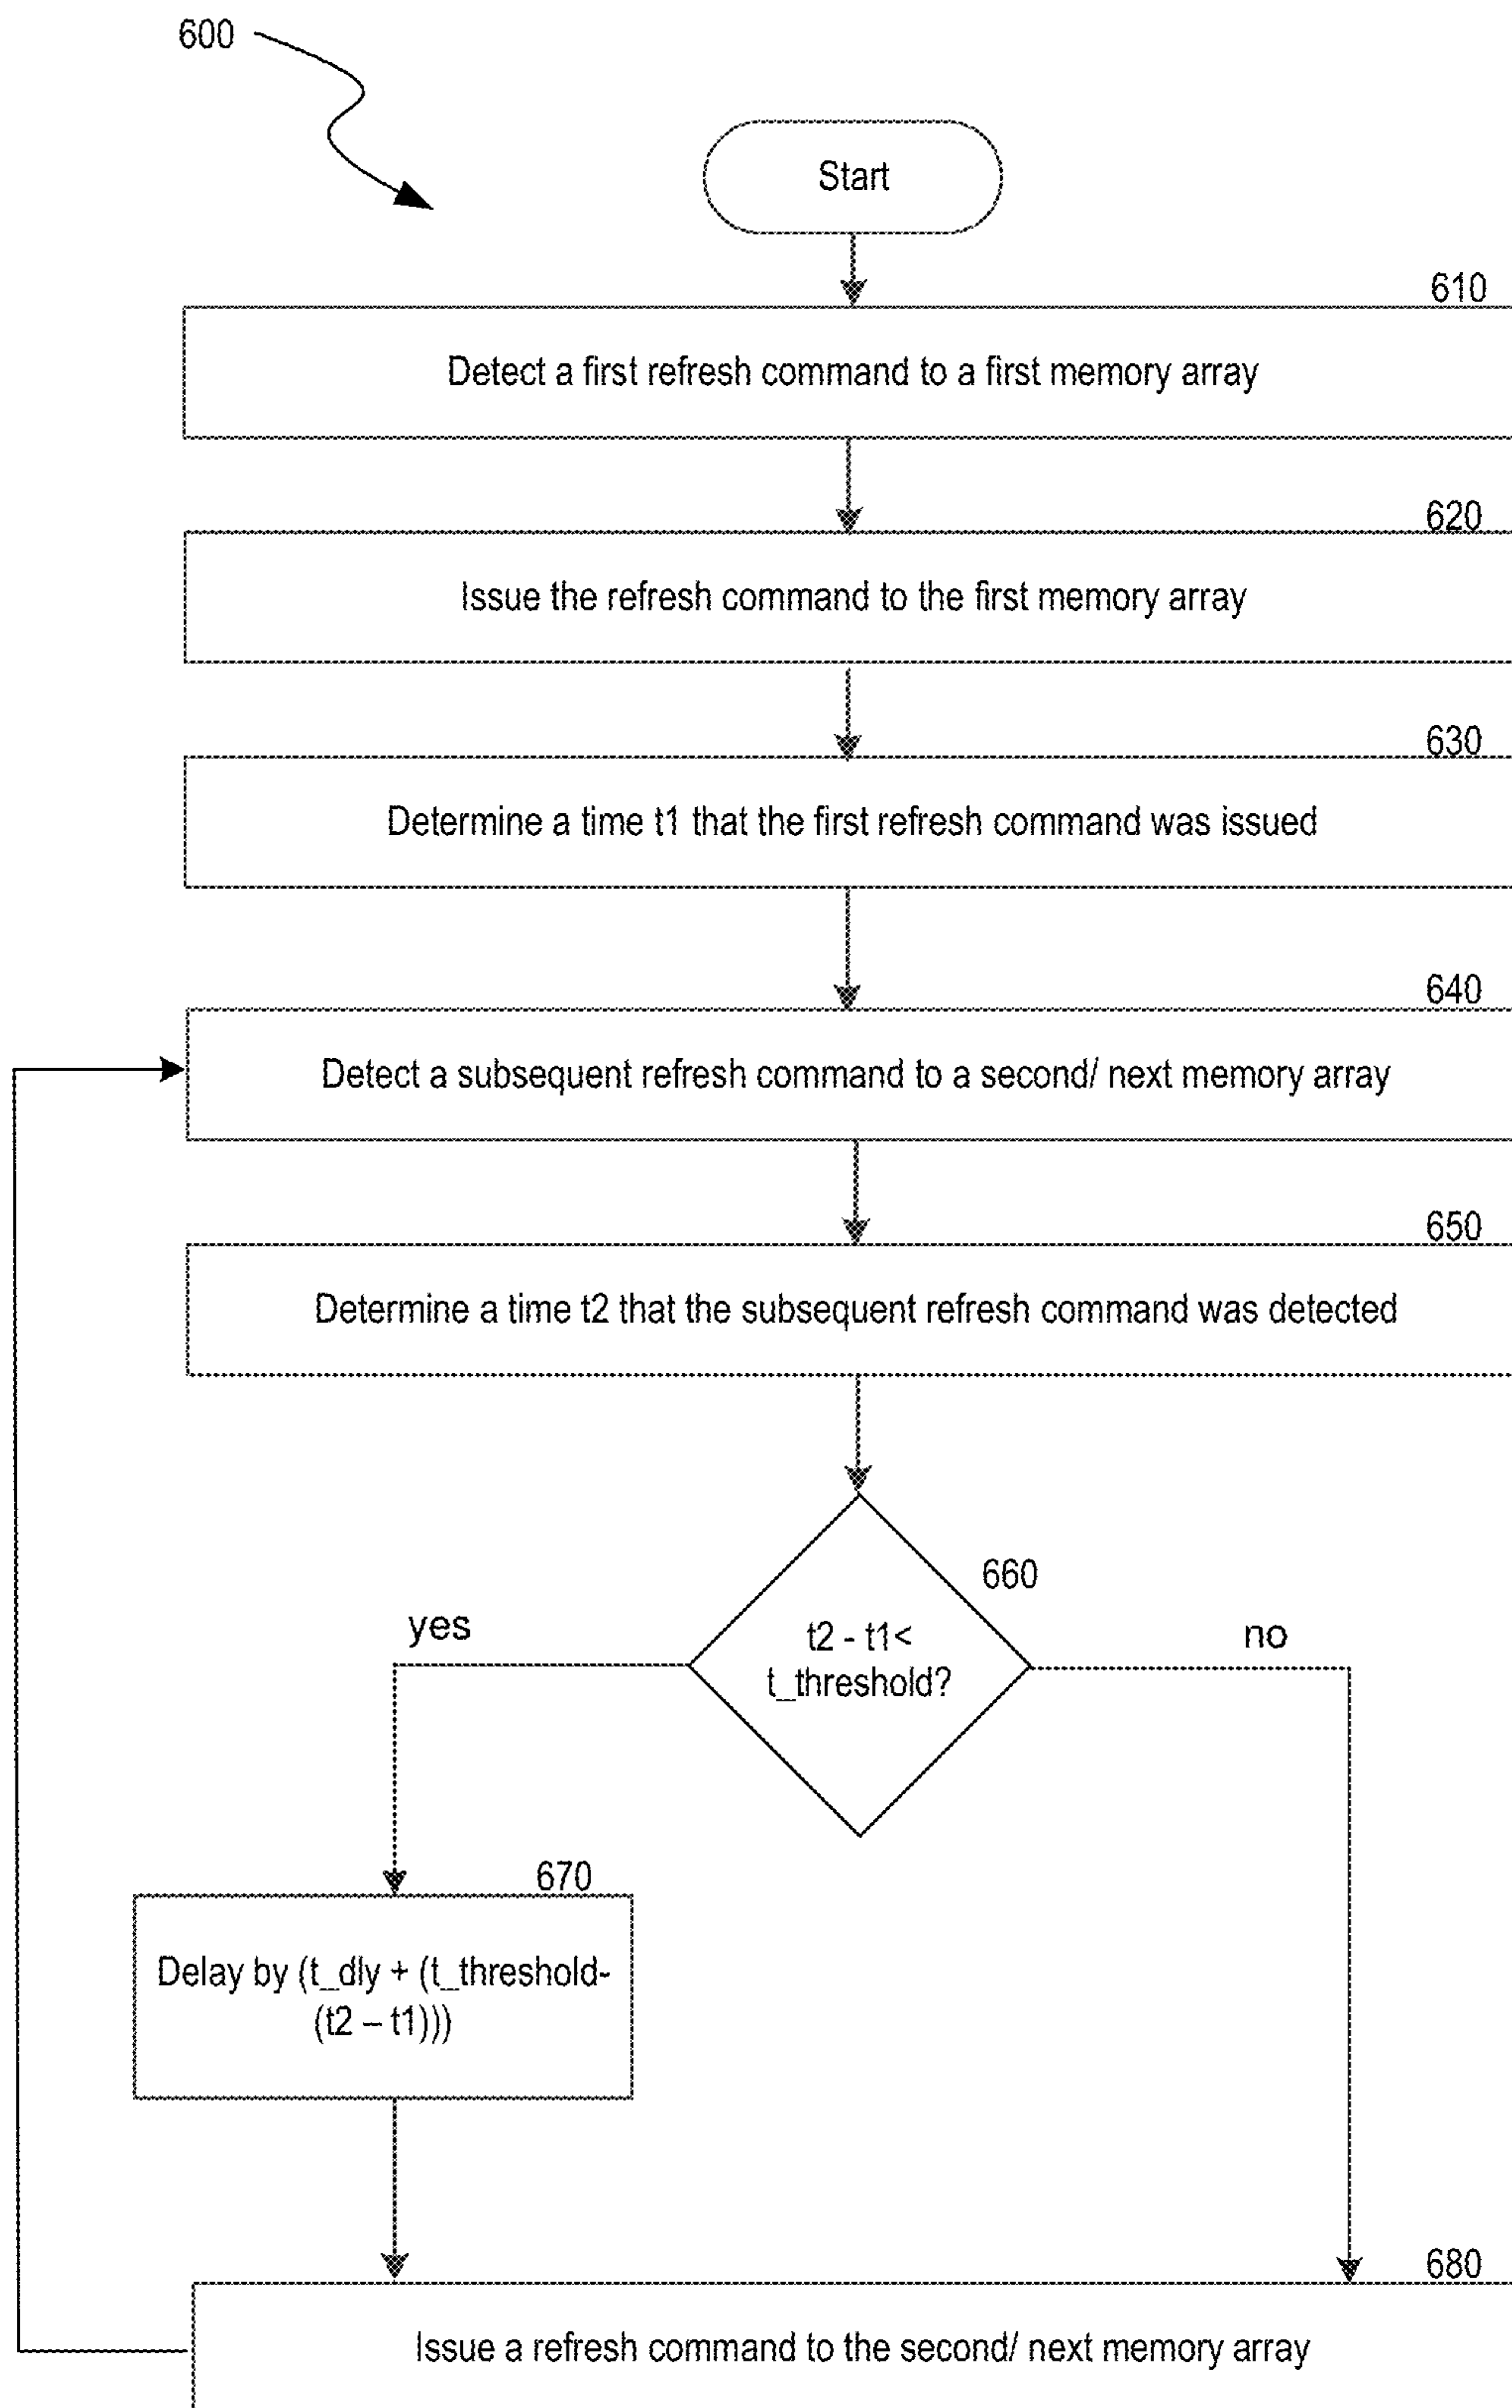 600
Start
610
Detect a first refresh command to a first memory array
620
Issue the refresh command to the first memory array
630
Determine a time t1 that the first refresh command was issued
640
Detect a subsequent refresh command to a second/ next memory array
650
Determine a time t2 that the subsequent refresh command was detected
660
yes
t2 - t1<
t_threshold?
no
670
Delay by (t_dly + (t_threshold-
(t2 – t1)))
680
Issue a refresh command to the second/ next memory array